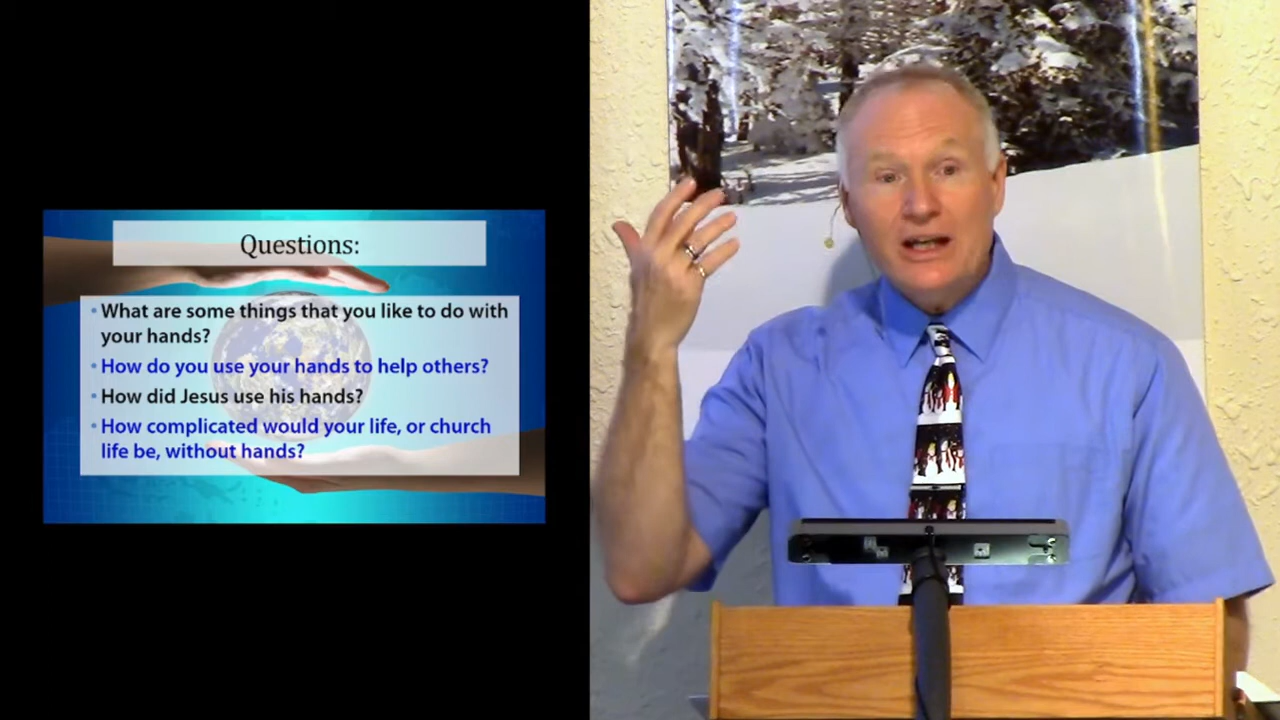 Questions:
• What are some things that you like to do with
your hands?
• How do you use your hands to help others?
• How did Jesus use his hands?
• How complicated would your life, or church
life be, without hands?